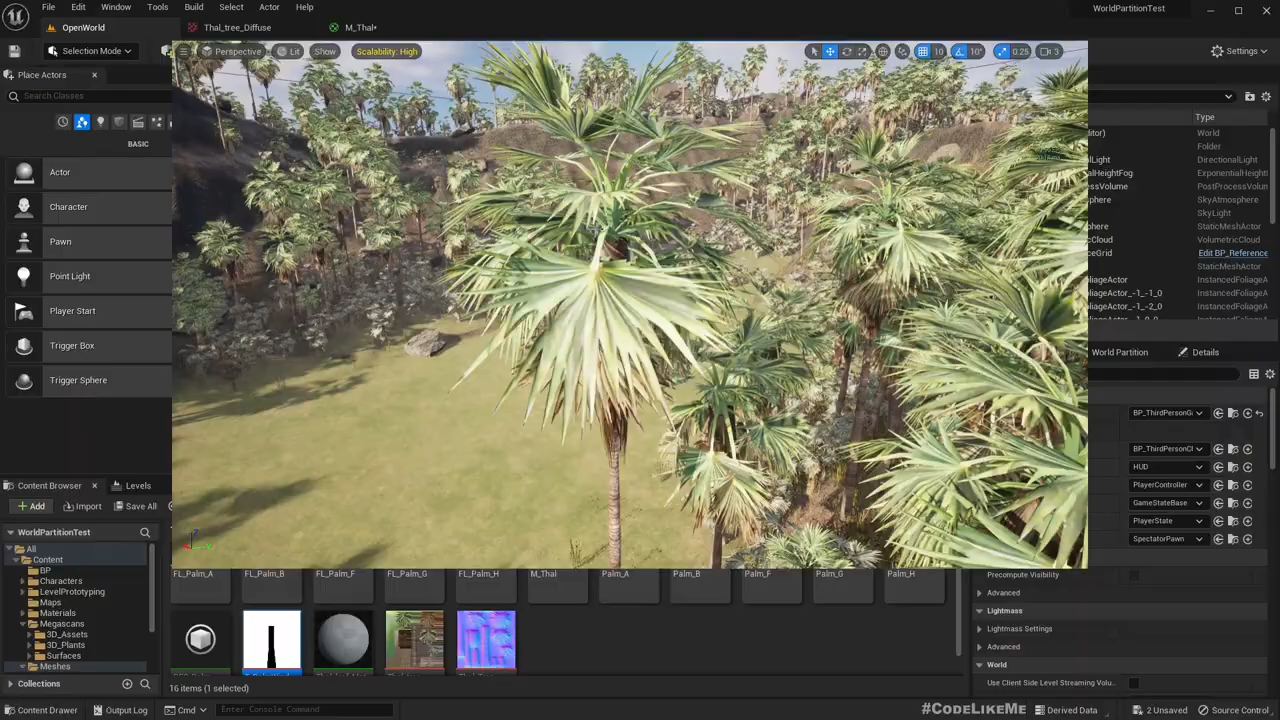 File Edit Window Tools Build Select Actor Help
WorldPartitionTest
OpenWorld
Thal_tree_Diffuse
M_Thal*
Selection Mode
Settings
Place Actors
Perspective Lit Show Scalability: High
10 10° 0.25 3
Search Classes
BASIC
Actor
Character
Pawn
Point Light
Player Start
Trigger Box
Trigger Sphere
Type
World
Folder
DirectionalLight
ExponentialHeight
PostProcessVolu
SkyAtmosphere
SkyLight
StaticMeshActor
VolumetricCloud
Edit BP_Reference
StaticMeshActor
InstancedFoliageA
InstancedFoliageA
InstancedFoliageA
World Partition
Details
BP_ThirdPersonG
BP_ThirdPersonCl
HUD
PlayerController
GameStateBase
PlayerState
SpectatorPawn
Precompute Visibility
Advanced
Lightmass
Lightmass Settings
Advanced
World
Use Client Side Level Streaming Volu...
Content Browser
Levels
Add Import Save All
WorldPartitionTest
All
Content
BP
Characters
LevelPrototyping
Maps
Materials
Megascans
3D_Assets
3D_Plants
Surfaces
Meshes
Collections
FL_Palm_A FL_Palm_B FL_Palm_F FL_Palm_G FL_Palm_H M_Thal Palm_A Palm_B Palm_F Palm_G Palm_H
16 items (1 selected)
Content Drawer Output Log Cmd Enter Console Command
#CodeLikeMe
Derived Data 2 Unsaved Source Control